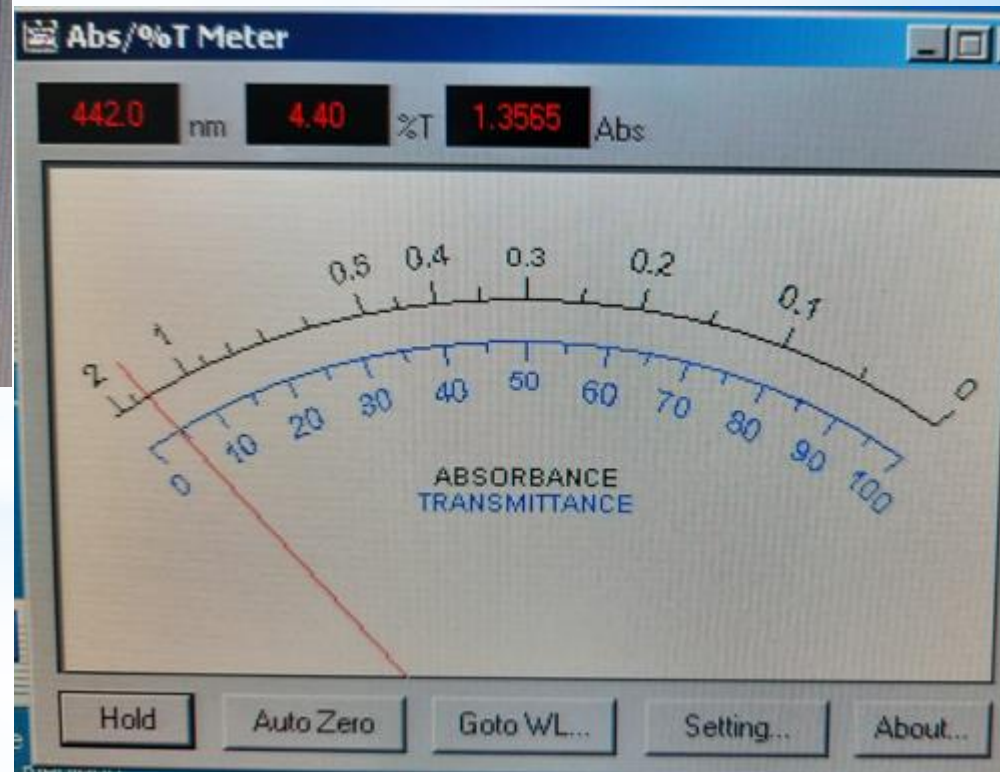 Abs/%T Meter
442.0 nm 4.40 %T 1.3565 Abs
2 1 0.5 0.4 0.3 0.2 0.1 0
0 10 20 30 40 50 60 70 80 90 100
ABSORBANCE
TRANSMITTANCE
Hold Auto Zero Goto WL... Setting... About...